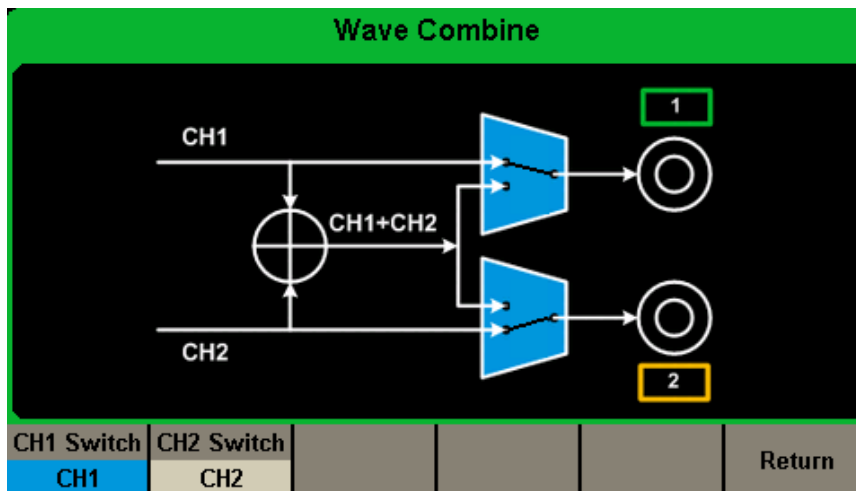 Wave Combine
1
CH1
CH1+CH2
CH2
2
CH1 Switch
CH1
CH2 Switch
CH2
Return